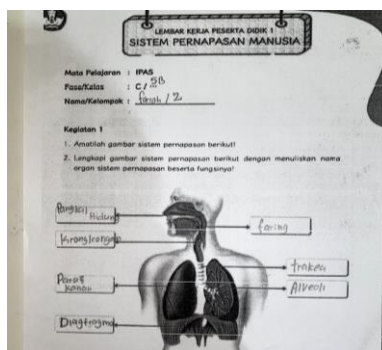 LEMBAR KERJA PESERTA DIDIK 1
SISTEM PERNAPASAN MANUSIA
Mata Pelajaran : IPAS
Fase/Kelas : C / 5B
Nama/Kelompok : / 2
Kegiatan 1
1. Amatilah gambar sistem pernapasan berikut!
2. Lengkapi gambar sistem pernapasan berikut dengan menuliskan nama
organ sistem pernapasan beserta fungsinya!
Hidung
faring
trakea
kanan
Alveoli